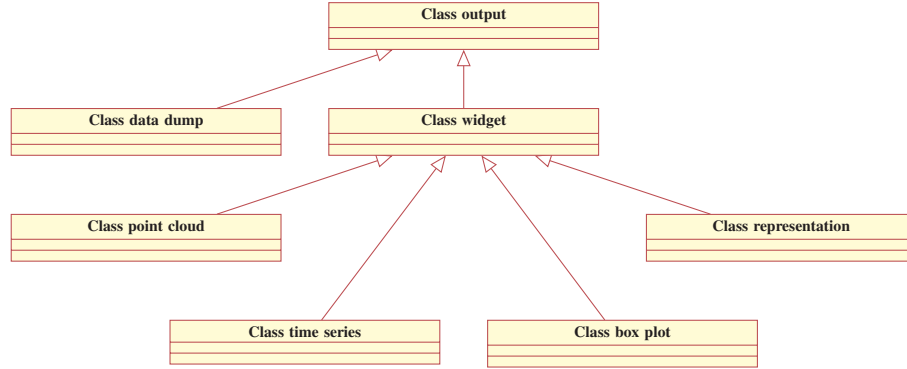 Class output
Class data dump
Class widget
Class point cloud
Class representation
Class time series
Class box plot